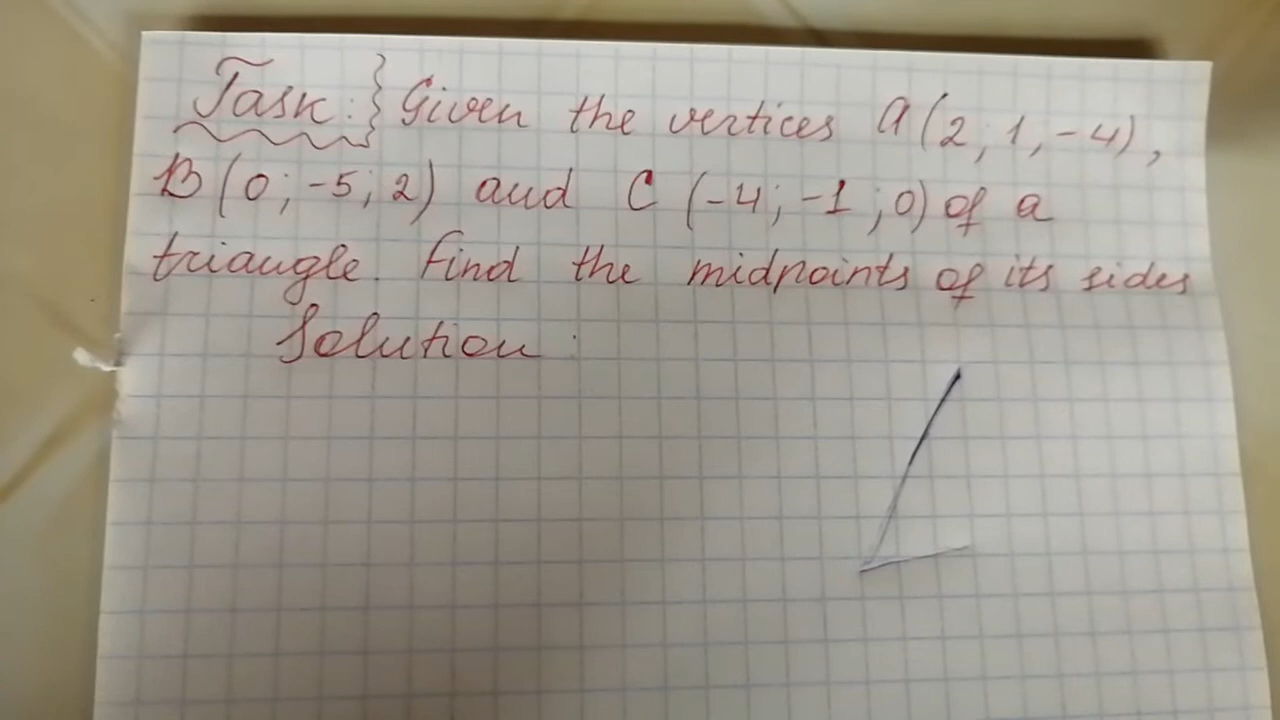 Task: } Given the vertices A(2; 1, -4),
B(0; -5; 2) and C(-4; -1; 0) of a
triangle. Find the midpoints of its sides
Solution: